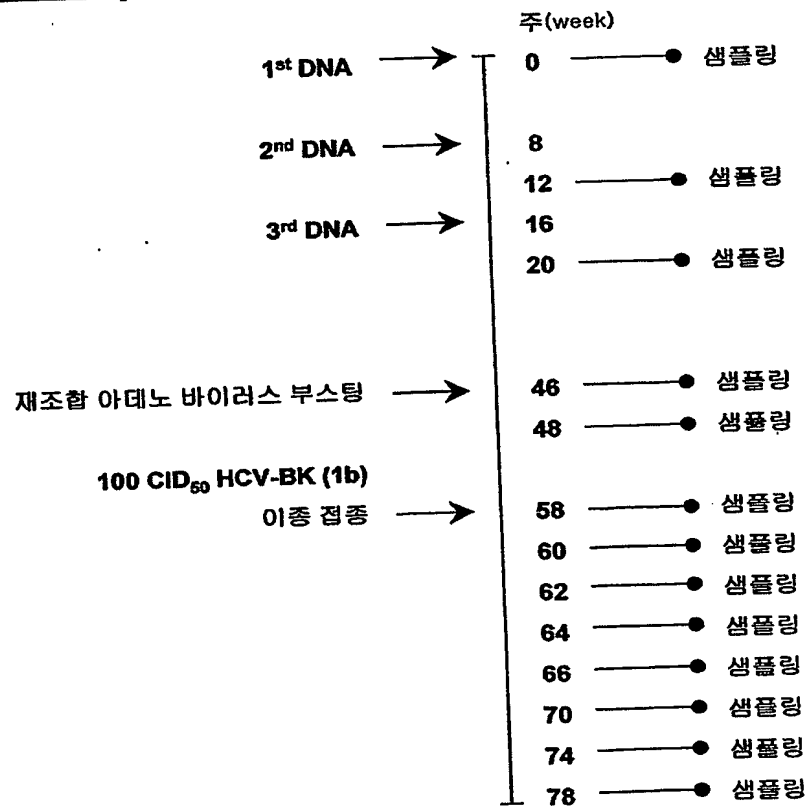 주(week)
1st DNA 0 샘플링
2nd DNA 8
12 샘플링
3rd DNA 16
20 샘플링
재조합 아데노 바이러스 부스팅 46 샘플링
48 샘플링
100 CID50 HCV-BK (1b)
이종 접종 58 샘플링
60 샘플링
62 샘플링
64 샘플링
66 샘플링
70 샘플링
74 샘플링
78 샘플링